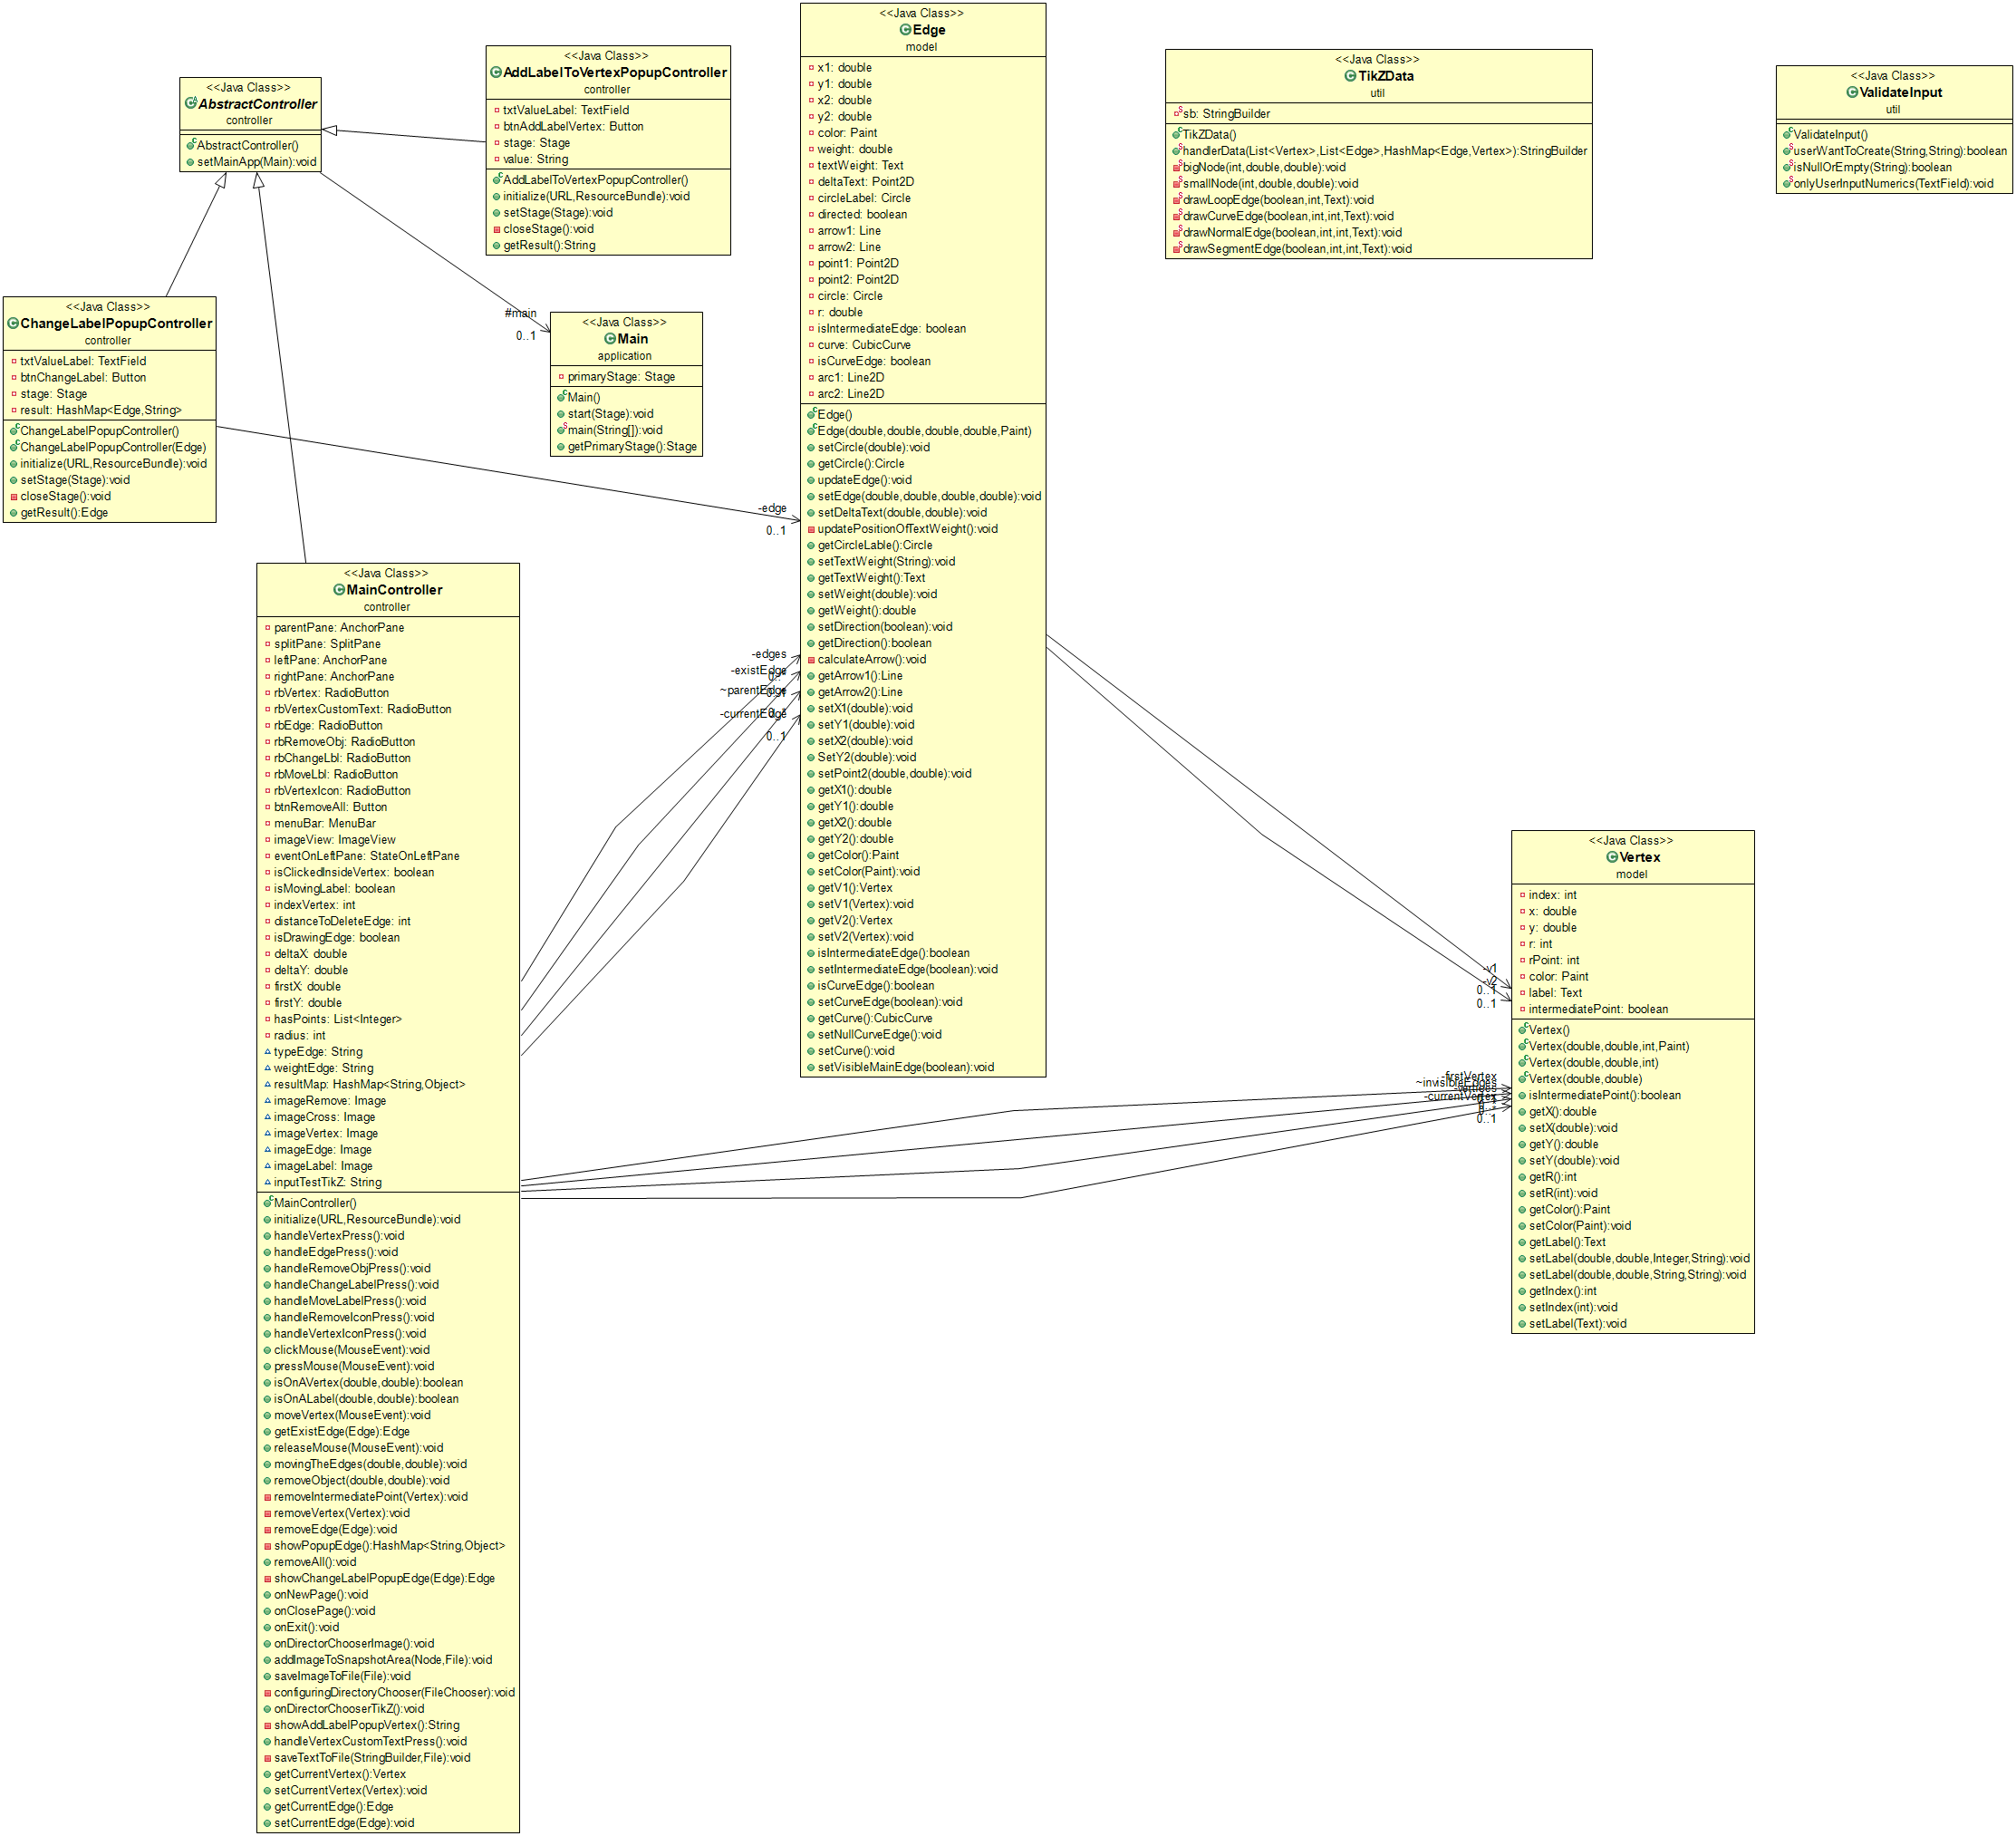 <<Java Class>>
AbstractController
controller
AbstractController()
setMainApp(Main):void
<<Java Class>>
AddLabelToVertexPopupController
controller
txtValueLabel: TextField
btnAddLabelVertex: Button
stage: Stage
value: String
AddLabelToVertexPopupController()
initialize(URL,ResourceBundle):void
setStage(Stage):void
closeStage():void
getResult():String
<<Java Class>>
ChangeLabelPopupController
controller
txtValueLabel: TextField
btnChangeLabel: Button
stage: Stage
result: HashMap<Edge,String>
ChangeLabelPopupController()
ChangeLabelPopupController(Edge)
initialize(URL,ResourceBundle):void
setStage(Stage):void
closeStage():void
getResult():Edge
#main
0..1
<<Java Class>>
Main
application
primaryStage: Stage
Main()
start(Stage):void
main(String[]):void
getPrimaryStage():Stage
-edge
0..1
<<Java Class>>
MainController
controller
parentPane: AnchorPane
splitPane: SplitPane
leftPane: AnchorPane
rightPane: AnchorPane
rbVertex: RadioButton
rbVertexCustomText: RadioButton
rbEdge: RadioButton
rbRemoveObj: RadioButton
rbChangeLbl: RadioButton
rbMoveLbl: RadioButton
rbVertexIcon: RadioButton
btnRemoveAll: Button
menuBar: MenuBar
imageView: ImageView
eventOnLeftPane: StateOnLeftPane
isClickedInsideVertex: boolean
isMovingLabel: boolean
indexVertex: int
distanceToDeleteEdge: int
isDrawingEdge: boolean
deltaX: double
deltaY: double
firstX: double
firstY: double
hasPoints: List<Integer>
radius: int
typeEdge: String
weightEdge: String
resultMap: HashMap<String,Object>
imageRemove: Image
imageCross: Image
imageVertex: Image
imageEdge: Image
imageLabel: Image
inputTestTikZ: String
MainController()
initialize(URL,ResourceBundle):void
handleVertexPress():void
handleEdgePress():void
handleRemoveObjPress():void
handleChangeLabelPress():void
handleMoveLabelPress():void
handleRemoveIconPress():void
handleVertexIconPress():void
clickMouse(MouseEvent):void
pressMouse(MouseEvent):void
isOnAVertex(double,double):boolean
isOnALabel(double,double):boolean
moveVertex(MouseEvent):void
getExistEdge(Edge):Edge
releaseMouse(MouseEvent):void
movingTheEdges(double,double):void
removeObject(double,double):void
removeIntermediatePoint(Vertex):void
removeVertex(Vertex):void
removeEdge(Edge):void
showPopupEdge():HashMap<String,Object>
removeAll():void
showChangeLabelPopupEdge(Edge):Edge
onNewPage():void
onClosePage():void
onExit():void
onDirectorChooserImage():void
addImageToSnapshotArea(Node,File):void
saveImageToFile(File):void
configuringDirectoryChooser(FileChooser):void
onDirectorChooserTikZ():void
showAddLabelPopupVertex():String
handleVertexCustomTextPress():void
saveTextToFile(StringBuilder,File):void
getCurrentVertex():Vertex
setCurrentVertex(Vertex):void
getCurrentEdge():Edge
setCurrentEdge(Edge):void
-edges
-existEdge
~parentEdge
-currentEdge
0..1
<<Java Class>>
Edge
model
x1: double
y1: double
x2: double
y2: double
color: Paint
weight: double
textWeight: Text
deltaText: Point2D
circleLabel: Circle
directed: boolean
arrow1: Line
arrow2: Line
point1: Point2D
point2: Point2D
circle: Circle
r: double
isIntermediateEdge: boolean
curve: CubicCurve
isCurveEdge: boolean
arc1: Line2D
arc2: Line2D
Edge()
Edge(double,double,double,double,Paint)
setCircle(double):void
getCircle():Circle
updateEdge():void
setEdge(double,double,double,double):void
setDeltaText(double,double):void
updatePositionOfTextWeight():void
getCircleLable():Circle
setTextWeight(String):void
getTextWeight():Text
setWeight(double):void
getWeight():double
setDirection(boolean):void
getDirection():boolean
calculateArrow():void
getArrow1():Line
getArrow2():Line
setX1(double):void
setY1(double):void
setX2(double):void
SetY2(double):void
setPoint2(double,double):void
getX1():double
getY1():double
getX2():double
getY2():double
getColor():Paint
setColor(Paint):void
getV1():Vertex
setV1(Vertex):void
getV2():Vertex
setV2(Vertex):void
isIntermediateEdge():boolean
setIntermediateEdge(boolean):void
isCurveEdge():boolean
setCurveEdge(boolean):void
getCurve():CubicCurve
setNullCurveEdge():void
setCurve():void
setVisibleMainEdge(boolean):void
<<Java Class>>
TikZData
util
sb: StringBuilder
TikZData()
handlerData(List<Vertex>,List<Edge>,HashMap<Edge,Vertex>):StringBuilder
bigNode(int,double,double):void
smallNode(int,double,double):void
drawLoopEdge(boolean,int,Text):void
drawCurveEdge(boolean,int,int,Text):void
drawNormalEdge(boolean,int,int,Text):void
drawSegmentEdge(boolean,int,int,Text):void
<<Java Class>>
ValidateInput
util
ValidateInput()
userWantToCreate(String,String):boolean
isNullOrEmpty(String):boolean
onlyUserInputNumerics(TextField):void
-v1
-v2
0..1
0..1
-firstVertex
~invisibleEdges
-vertices
-currentVertex
0..1
<<Java Class>>
Vertex
model
index: int
x: double
y: double
r: int
rPoint: int
color: Paint
label: Text
intermediatePoint: boolean
Vertex()
Vertex(double,double,int,Paint)
Vertex(double,double,int)
Vertex(double,double)
isIntermediatePoint():boolean
getX():double
setX(double):void
getY():double
setY(double):void
getR():int
setR(int):void
getColor():Paint
setColor(Paint):void
getLabel():Text
setLabel(double,double,Integer,String):void
setLabel(double,double,String,String):void
getIndex():int
setIndex(int):void
setLabel(Text):void